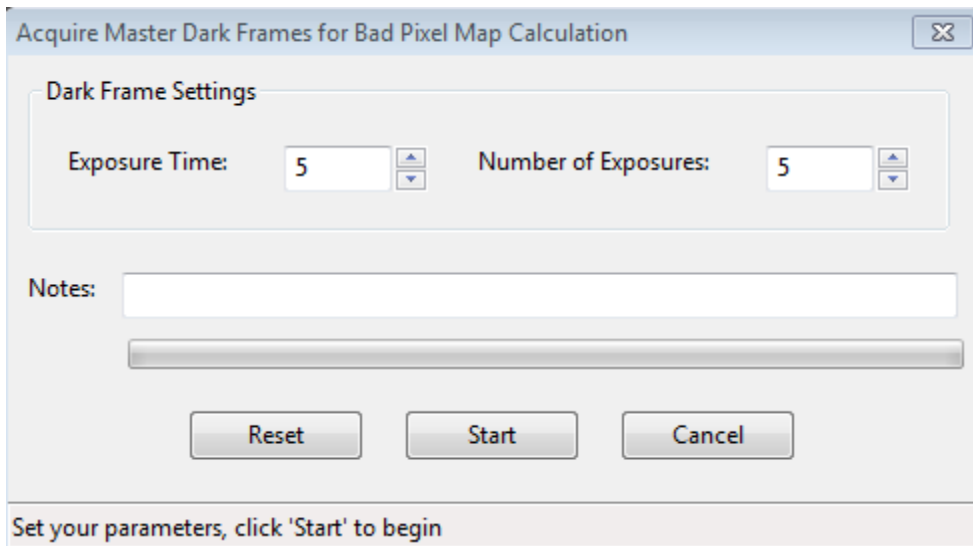 Acquire Master Dark Frames for Bad Pixel Map Calculation
Dark Frame Settings
Exposure Time: 5 Number of Exposures: 5
Notes:
Reset Start Cancel
Set your parameters, click 'Start' to begin